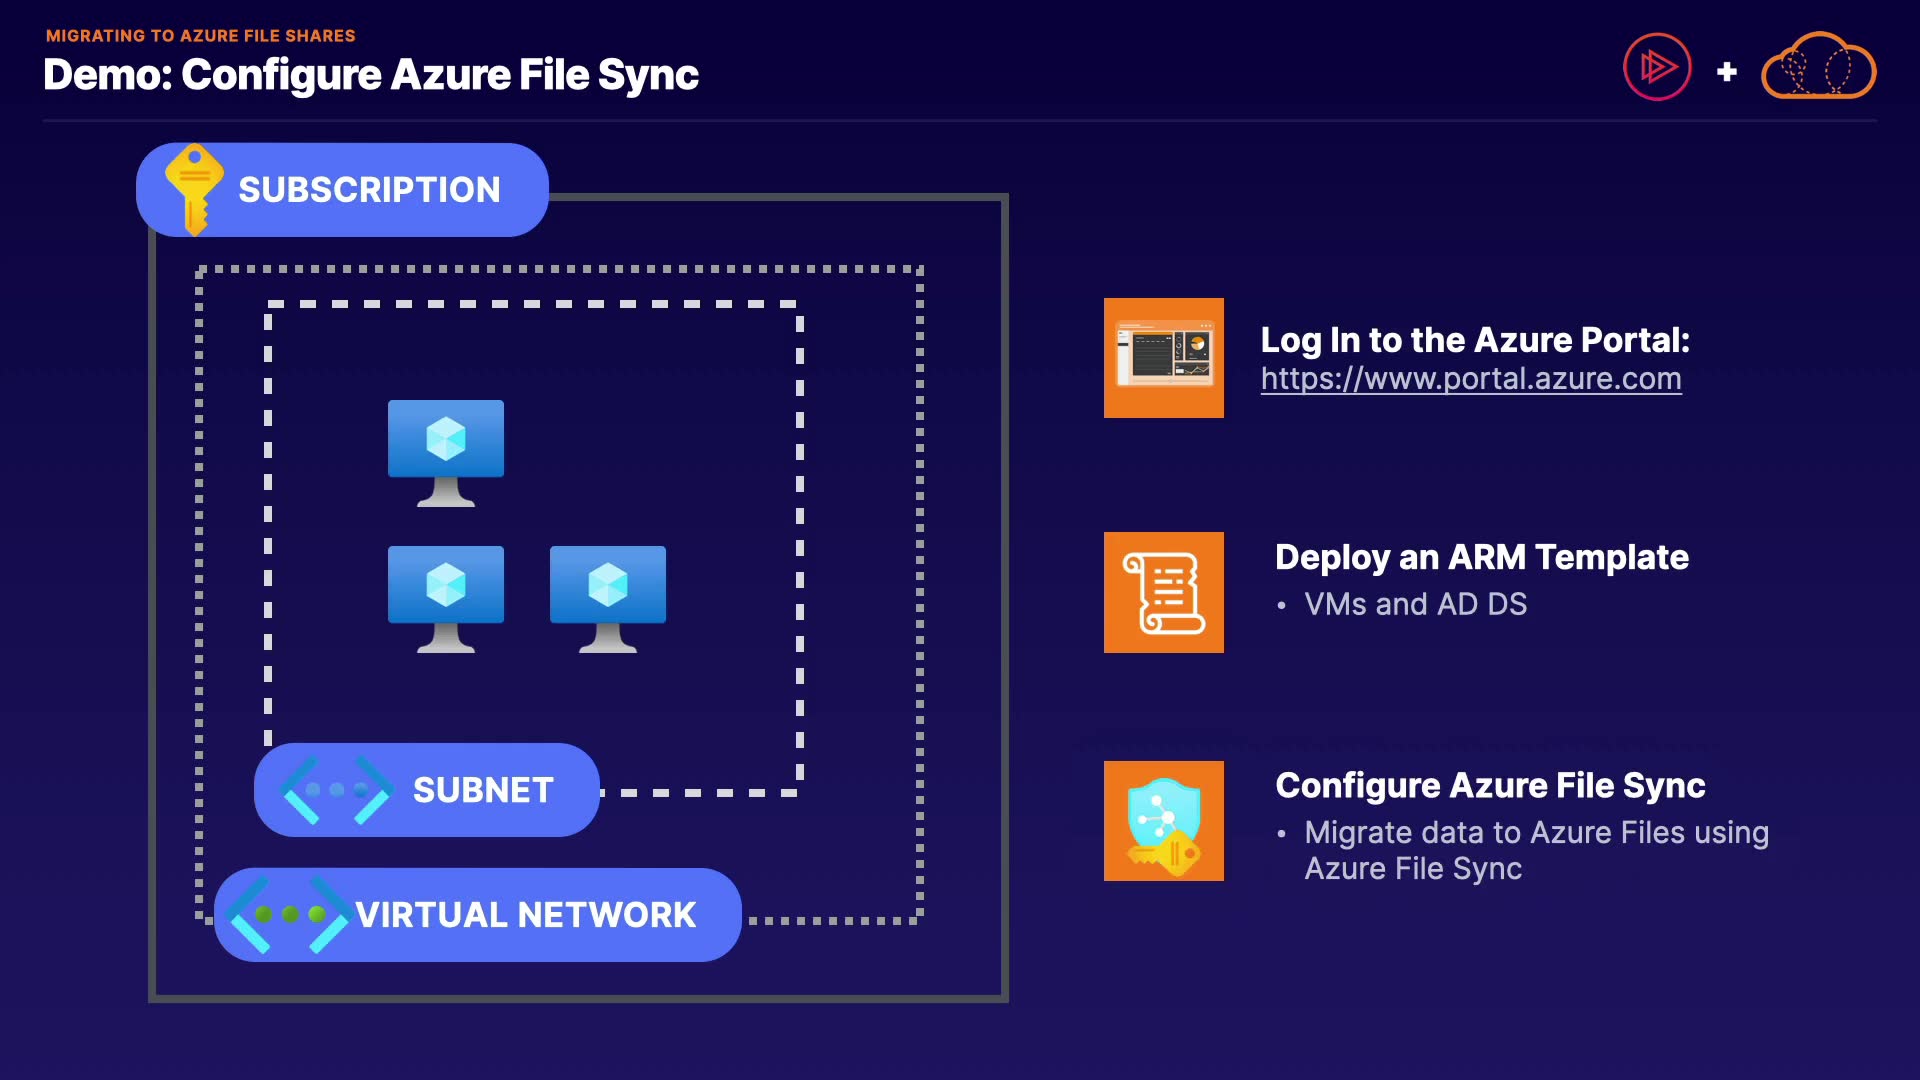 MIGRATING TO AZURE FILE SHARES
Demo: Configure Azure File Sync
SUBSCRIPTION
SUBNET
VIRTUAL NETWORK
Log In to the Azure Portal:
https://www.portal.azure.com
Deploy an ARM Template
• VMs and AD DS
Configure Azure File Sync
• Migrate data to Azure Files using
Azure File Sync